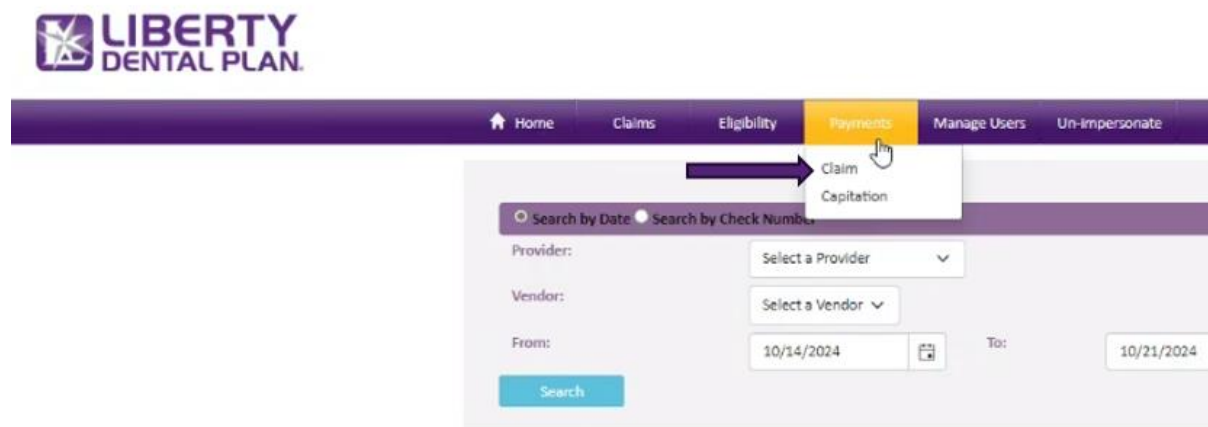 LIBERTY
DENTAL PLAN.
Home Claims Eligibility Payments Manage Users Un-impersonate
Claim
Capitation
Search by Date Search by Check Number
Provider: Select a Provider
Vendor: Select a Vendor
From: 10/14/2024 To: 10/21/2024
Search